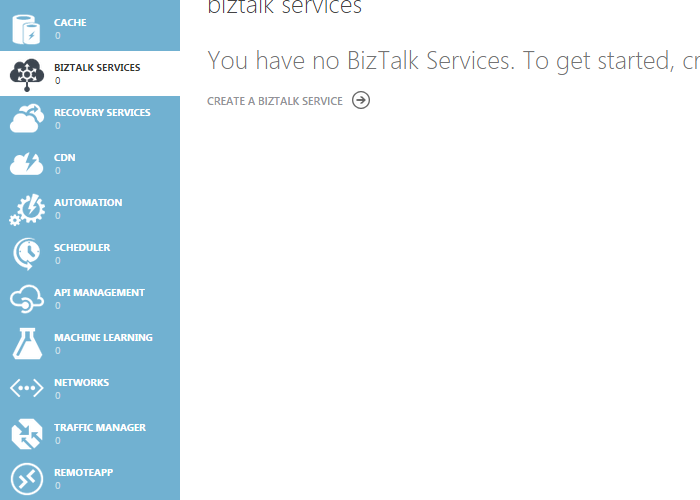 CACHE
0
BIZTALK SERVICES
0
RECOVERY SERVICES
0
CDN
0
AUTOMATION
0
SCHEDULER
0
API MANAGEMENT
0
MACHINE LEARNING
0
NETWORKS
0
TRAFFIC MANAGER
0
REMOTEAPP
0
biztalk services
You have no BizTalk Services. To get started,
CREATE A BIZTALK SERVICE